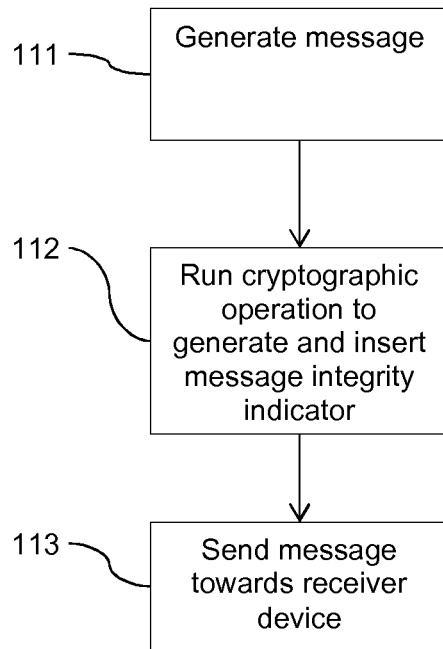 111
Generate message
112
Run cryptographic
operation to
generate and insert
message integrity
indicator
113
Send message
towards receiver
device